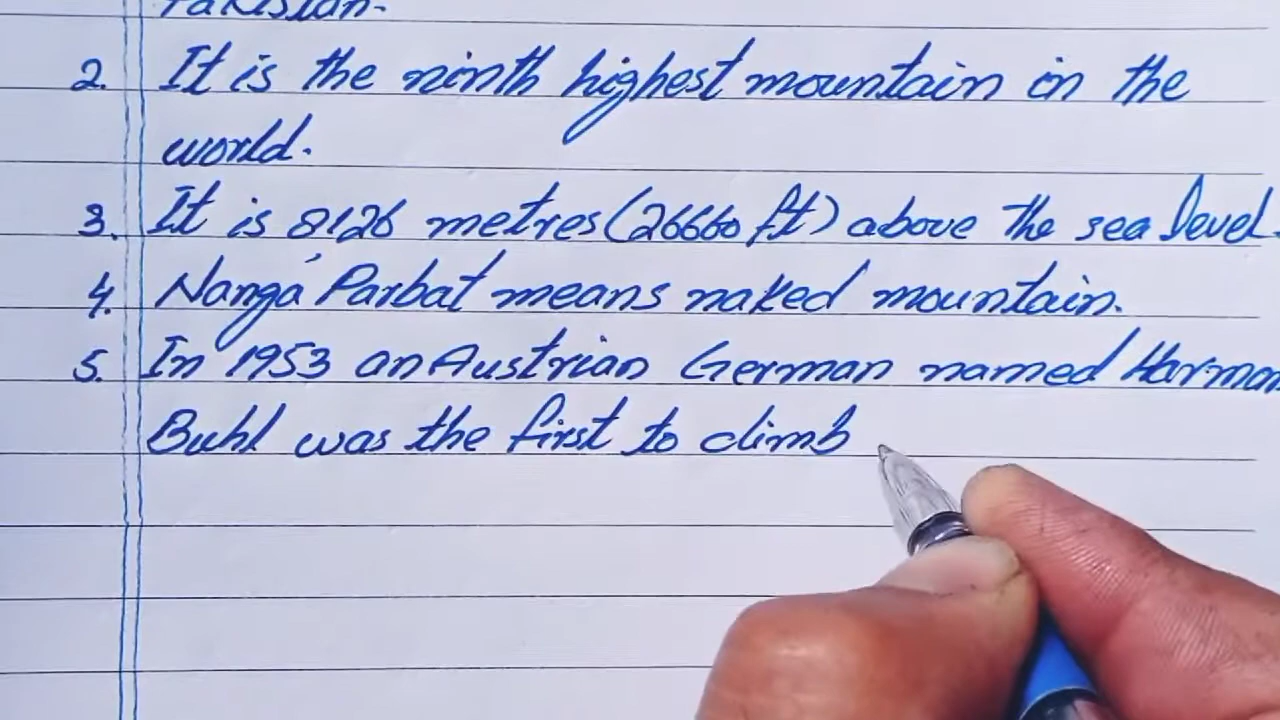 Pakistan.
2. It is the ninth highest mountain in the
world.
3. It is 8126 metres (26660 ft) above the sea level.
4. Nanga Parbat means naked mountain.
5. In 1953 an Austrian German named Harman
Buhl was the first to climb